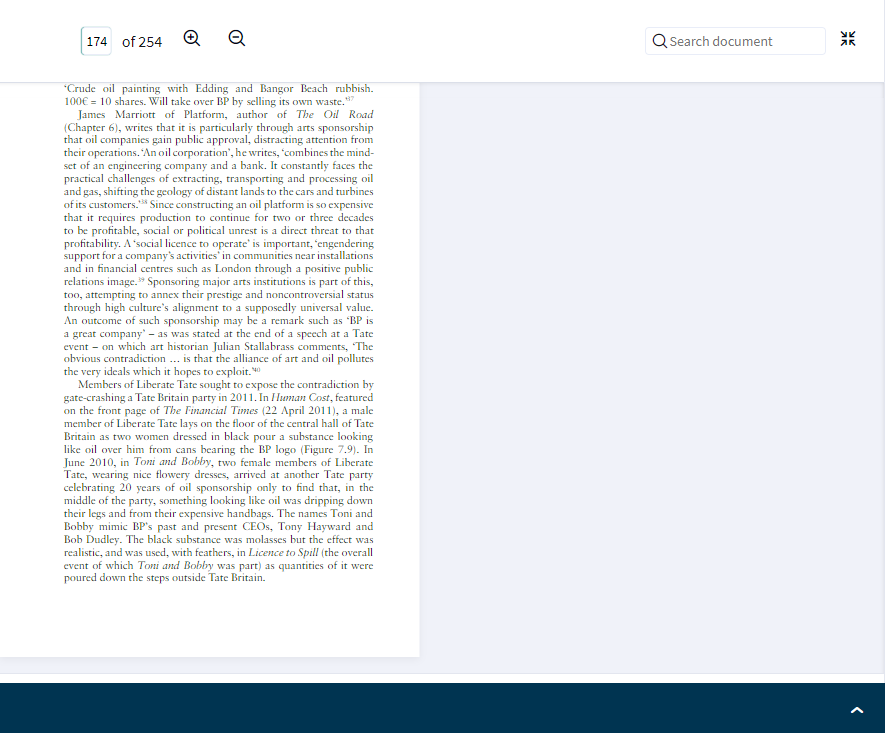 174 of 254
Search document
‘Crude oil painting with Edding and Bangor Beach rubbish.
100€ = 10 shares. Will take over BP by selling its own waste.’³⁷
James Marriott of Platform, author of The Oil Road
(Chapter 6), writes that it is particularly through arts sponsorship
that oil companies gain public approval, distracting attention from
their operations. ‘An oil corporation’, he writes, ‘combines the mind-
set of an engineering company and a bank. It constantly faces the
practical challenges of extracting, transporting and processing oil
and gas, shifting the geology of distant lands to the cars and turbines
of its customers.’³⁸ Since constructing an oil platform is so expensive
that it requires production to continue for two or three decades
to be profitable, social or political unrest is a direct threat to that
profitability. A ‘social licence to operate’ is important, ‘engendering
support for a company’s activities’ in communities near installations
and in financial centres such as London through a positive public
relations image.³⁹ Sponsoring major arts institutions is part of this,
too, attempting to annex their prestige and noncontroversial status
through high culture’s alignment to a supposedly universal value.
An outcome of such sponsorship may be a remark such as ‘BP is
a great company’ – as was stated at the end of a speech at a Tate
event – on which art historian Julian Stallabrass comments, ‘The
obvious contradiction … is that the alliance of art and oil pollutes
the very ideals which it hopes to exploit.’⁴⁰
Members of Liberate Tate sought to expose the contradiction by
gate-crashing a Tate Britain party in 2011. In Human Cost, featured
on the front page of The Financial Times (22 April 2011), a male
member of Liberate Tate lays on the floor of the central hall of Tate
Britain as two women dressed in black pour a substance looking
like oil over him from cans bearing the BP logo (Figure 7.9). In
June 2010, in Toni and Bobby, two female members of Liberate
Tate, wearing nice flowery dresses, arrived at another Tate party
celebrating 20 years of oil sponsorship only to find that, in the
middle of the party, something looking like oil was dripping down
their legs and from their expensive handbags. The names Toni and
Bobby mimic BP’s past and present CEOs, Tony Hayward and
Bob Dudley. The black substance was molasses but the effect was
realistic, and was used, with feathers, in Licence to Spill (the overall
event of which Toni and Bobby was part) as quantities of it were
poured down the steps outside Tate Britain.